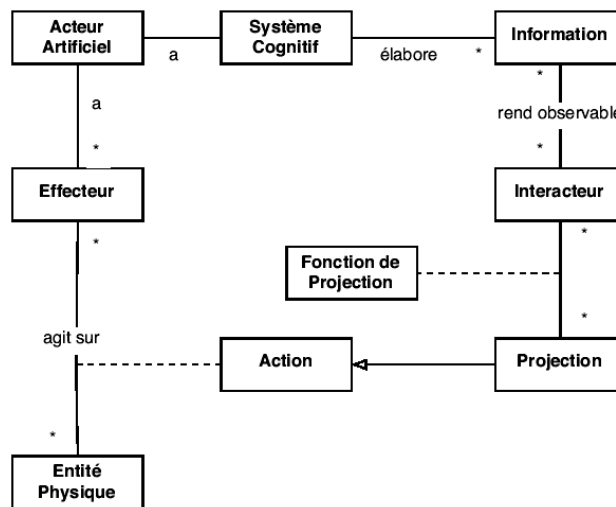 Acteur
Artificiel
a
Système
Cognitif
élabore
*
Information
a
*
rend observable
*
*
Effecteur
*
Interacteur
*
Fonction de
Projection
*
agit sur
Action
Projection
*
Entité
Physique